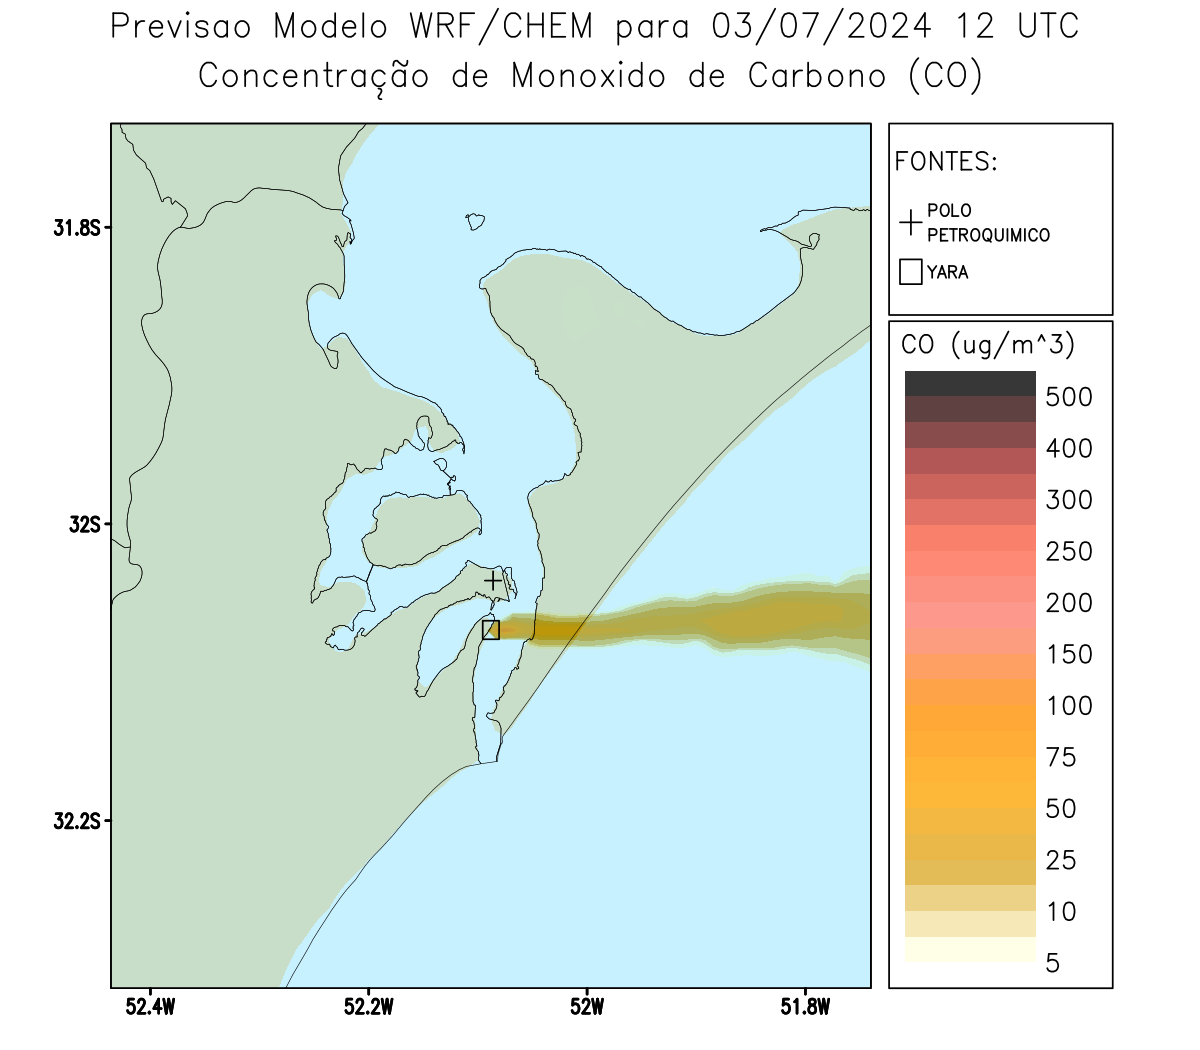 Previsao Modelo WRF/CHEM para 03/07/2024 12 UTC
Concentração de Monoxido de Carbono (CO)
FONTES:
POLO
PETROQUIMICO
YARA
31.8S
32S
32.2S
52.4W
52.2W
52W
51.8W
CO (ug/m^3)
500
400
300
250
200
150
100
75
50
25
10
5